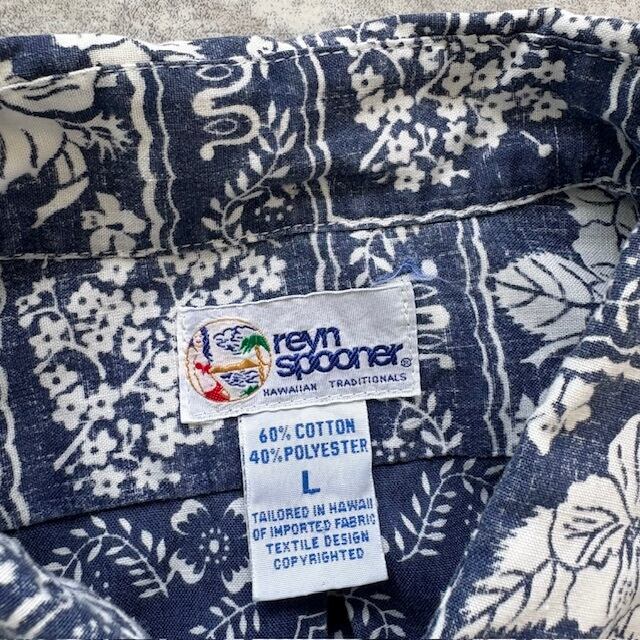 reyn
spooner®
HAWAIIAN TRADITIONALS
60% COTTON
40% POLYESTER
L
TAILORED IN HAWAII
OF IMPORTED FABRIC
TEXTILE DESIGN
COPYRIGHTED